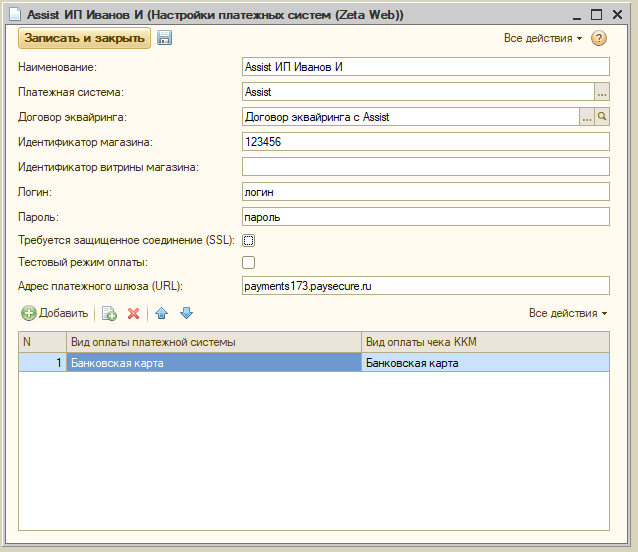 Assist ИП Иванов И (Настройки платежных систем (Zeta Web))
Записать и закрыть Все действия ?
Наименование: Assist ИП Иванов И
Платежная система: Assist ...
Договор эквайринга: Договор эквайринга с Assist ...
Идентификатор магазина: 123456
Идентификатор витрины магазина:
Логин: логин
Пароль: пароль
Требуется защищенное соединение (SSL):
Тестовый режим оплаты:
Адрес платежного шлюза (URL): payments173.paysecure.ru
Добавить Все действия
N Вид оплаты платежной системы Вид оплаты чека ККМ
1 Банковская карта Банковская карта